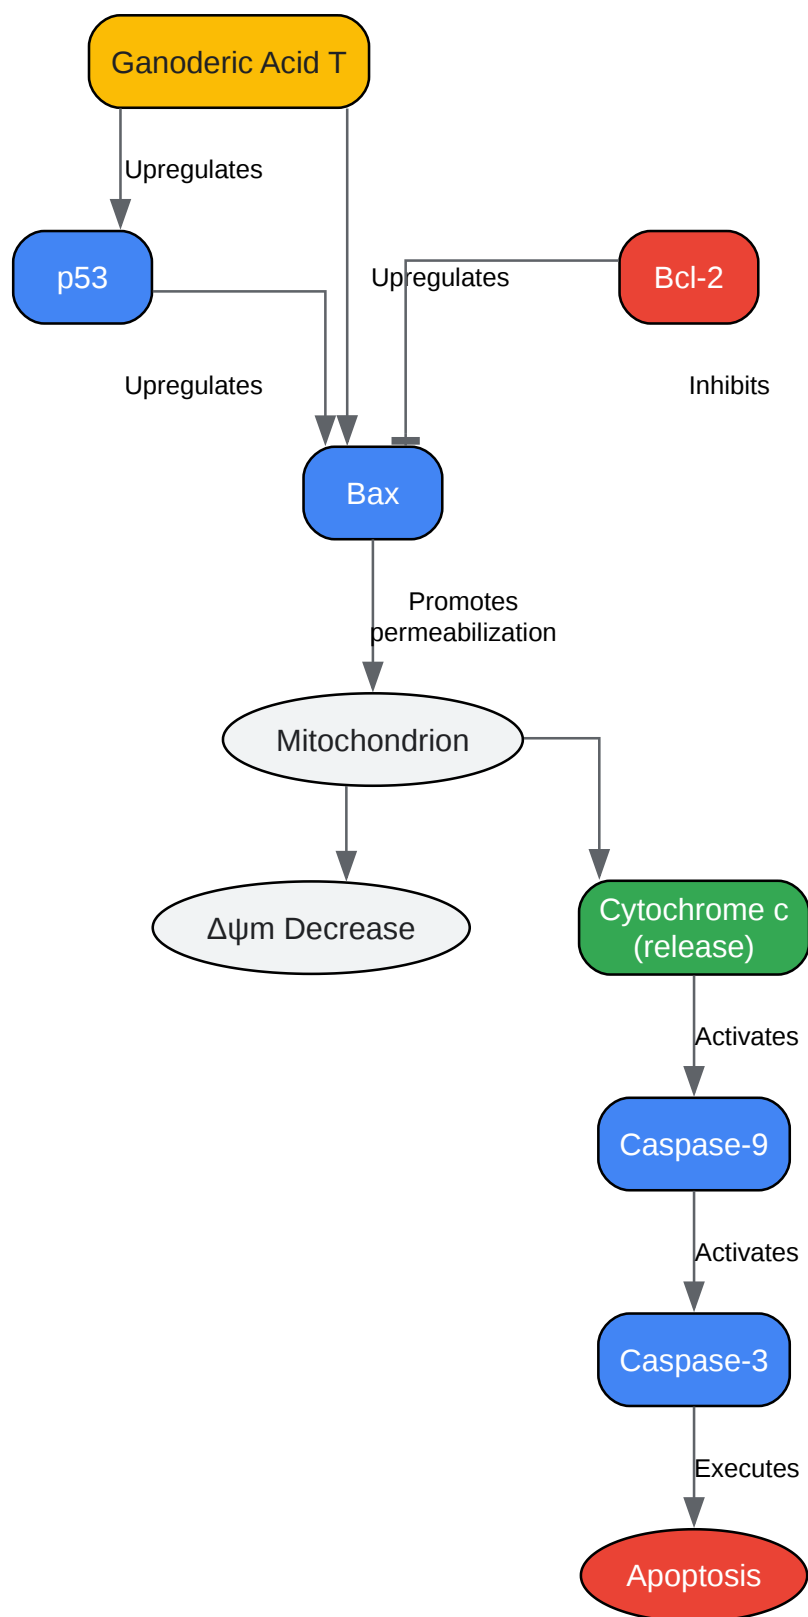 Ganoderic Acid T
Upregulates
p53
Upregulates
Bcl-2
Upregulates
Inhibits
Bax
Promotes
permeabilization
Mitochondrion
Δψm Decrease
Cytochrome c
(release)
Activates
Caspase-9
Activates
Caspase-3
Executes
Apoptosis